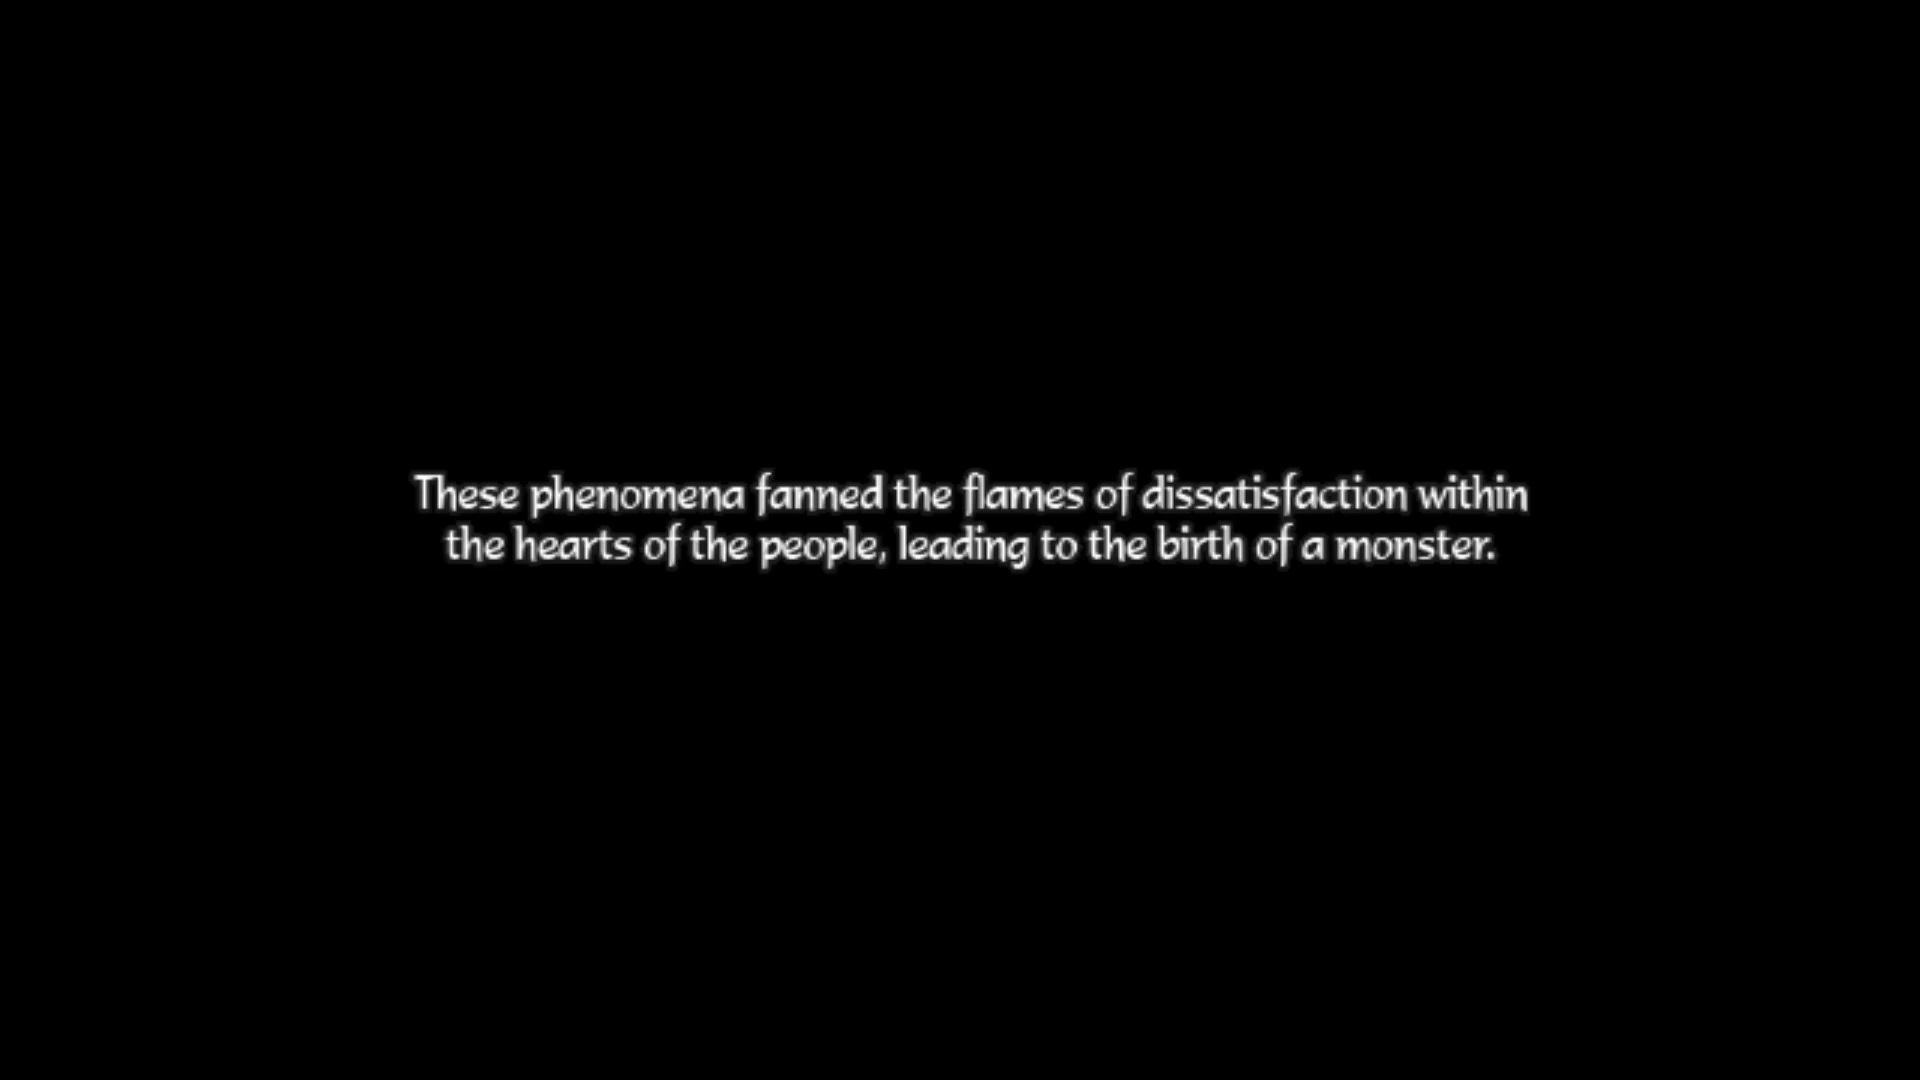 These phenomena fanned the flames of dissatisfaction within
the hearts of the people, leading to the birth of a monster.